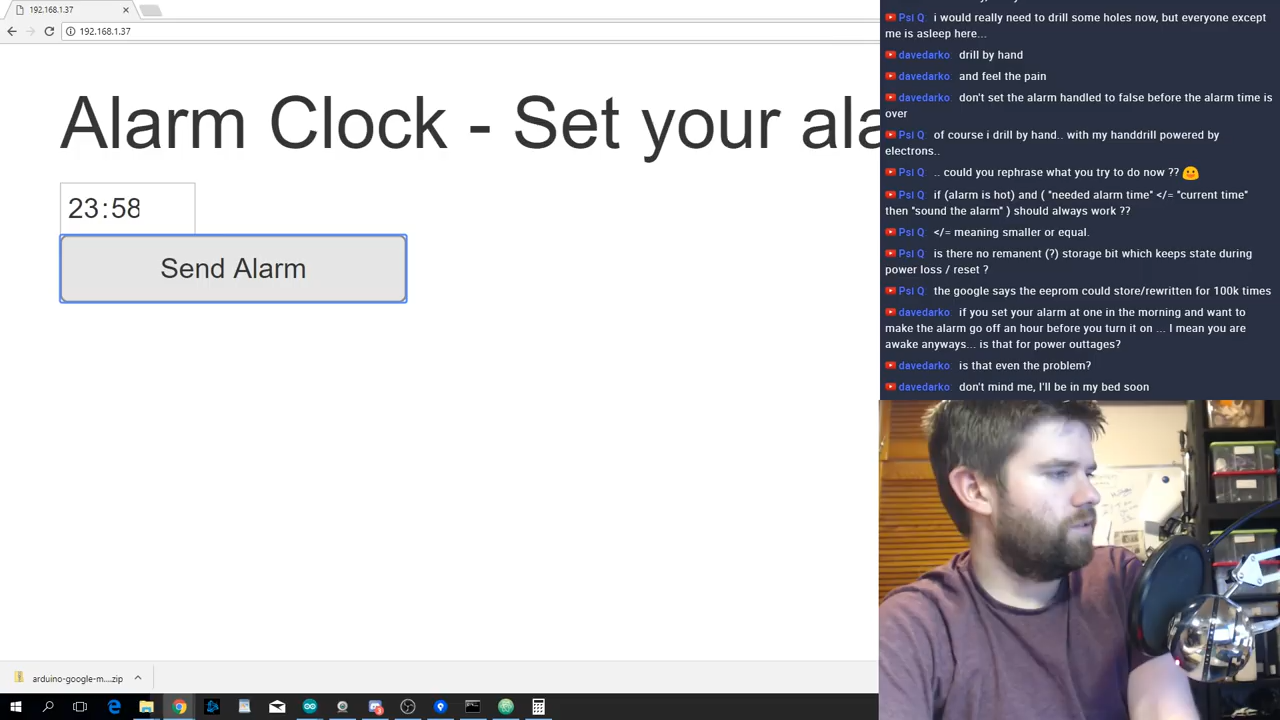 192.168.1.37
192.168.1.37
Alarm Clock - Set your ala
23:58
Send Alarm
Psi Q: i would really need to drill some holes now, but everyone except
me is asleep here...
davedarko: drill by hand
davedarko: and feel the pain
davedarko: don't set the alarm handled to false before the alarm time is
over
Psi Q: of course i drill by hand.. with my handdrill powered by
electrons..
Psi Q: .. could you rephrase what you try to do now ??
Psi Q: if (alarm is hot) and ( "needed alarm time" </= "current time"
then "sound the alarm" ) should always work ??
Psi Q: </= meaning smaller or equal.
Psi Q: is there no remanent (?) storage bit which keeps state during
power loss / reset ?
Psi Q: the google says the eeprom could store/rewritten for 100k times
davedarko: if you set your alarm at one in the morning and want to
make the alarm go off an hour before you turn it on ... I mean you are
awake anyways... is that for power outtages?
davedarko: is that even the problem?
davedarko: don't mind me, I'll be in my bed soon
arduino-google-m....zip